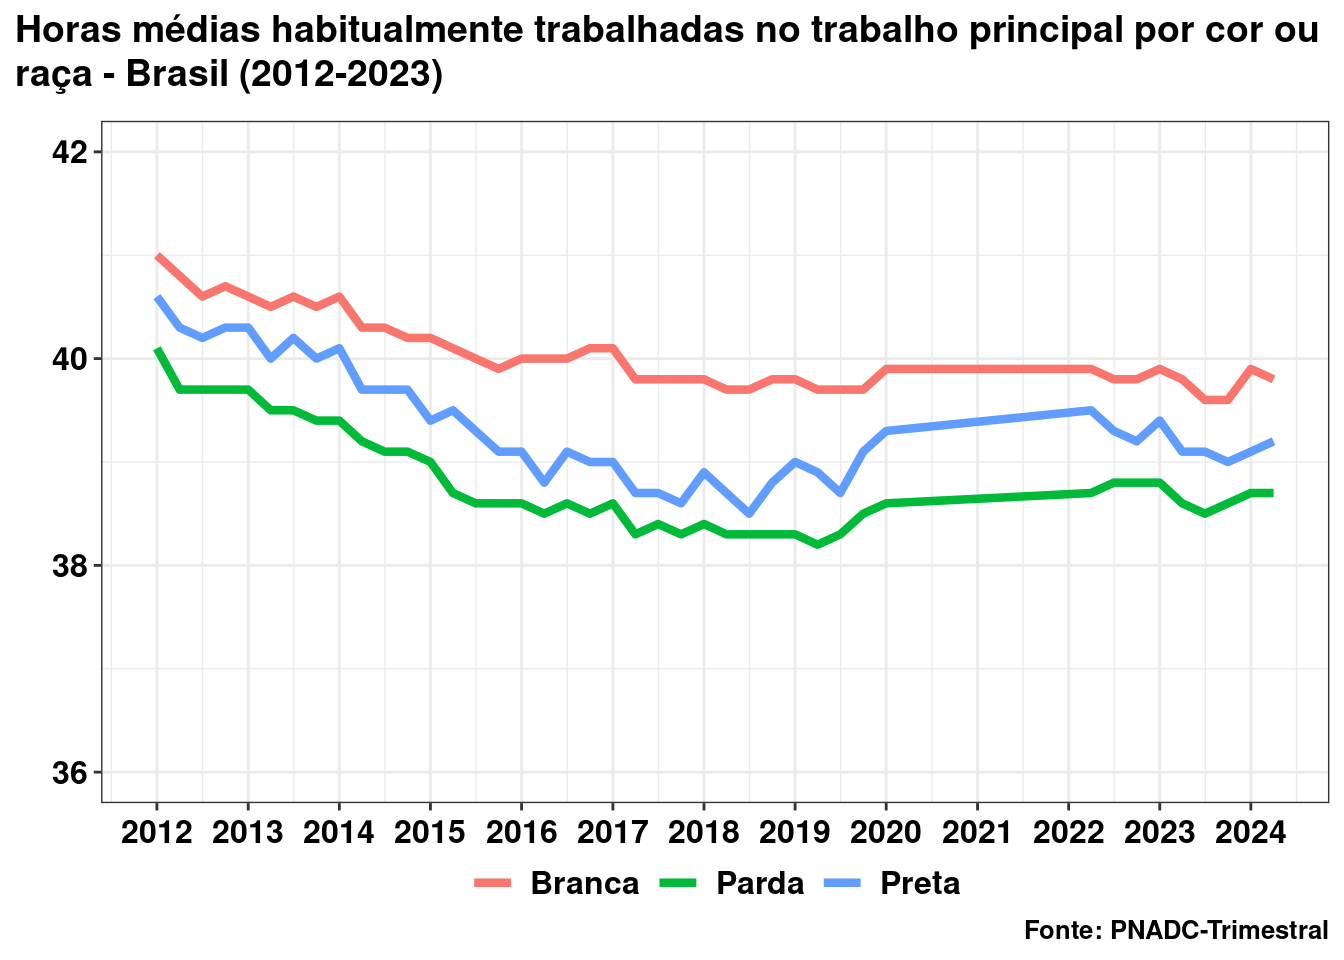 Horas médias habitualmente trabalhadas no trabalho principal por cor ou
raça - Brasil (2012-2023)
42
40
38
36
2012 2013 2014 2015 2016 2017 2018 2019 2020 2021 2022 2023 2024
Branca Parda Preta
Fonte: PNADC-Trimestral